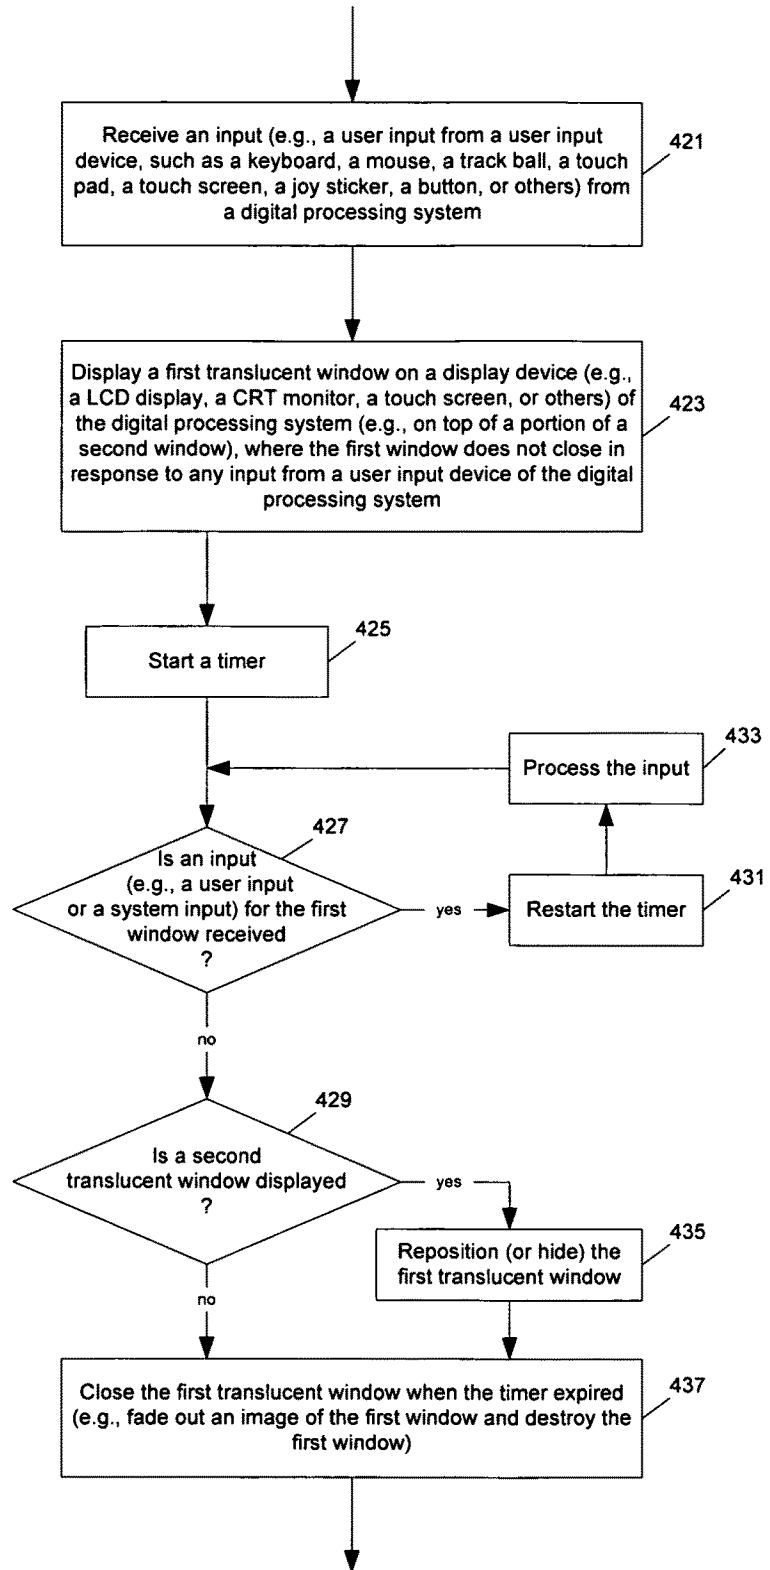 Receive an input (e.g., a user input from a user input
device, such as a keyboard, a mouse, a track ball, a touch
pad, a touch screen, a joy sticker, a button, or others) from
a digital processing system
421
Display a first translucent window on a display device (e.g.,
a LCD display, a CRT monitor, a touch screen, or others) of
the digital processing system (e.g., on top of a portion of a
second window), where the first window does not close in
response to any input from a user input device of the digital
processing system
423
Start a timer
425
Process the input
433
Is an input
(e.g., a user input
or a system input) for the first
window received
?
427
yes
Restart the timer
431
no
Is a second
translucent window displayed
?
429
yes
Reposition (or hide) the
first translucent window
435
no
Close the first translucent window when the timer expired
(e.g., fade out an image of the first window and destroy the
first window)
437